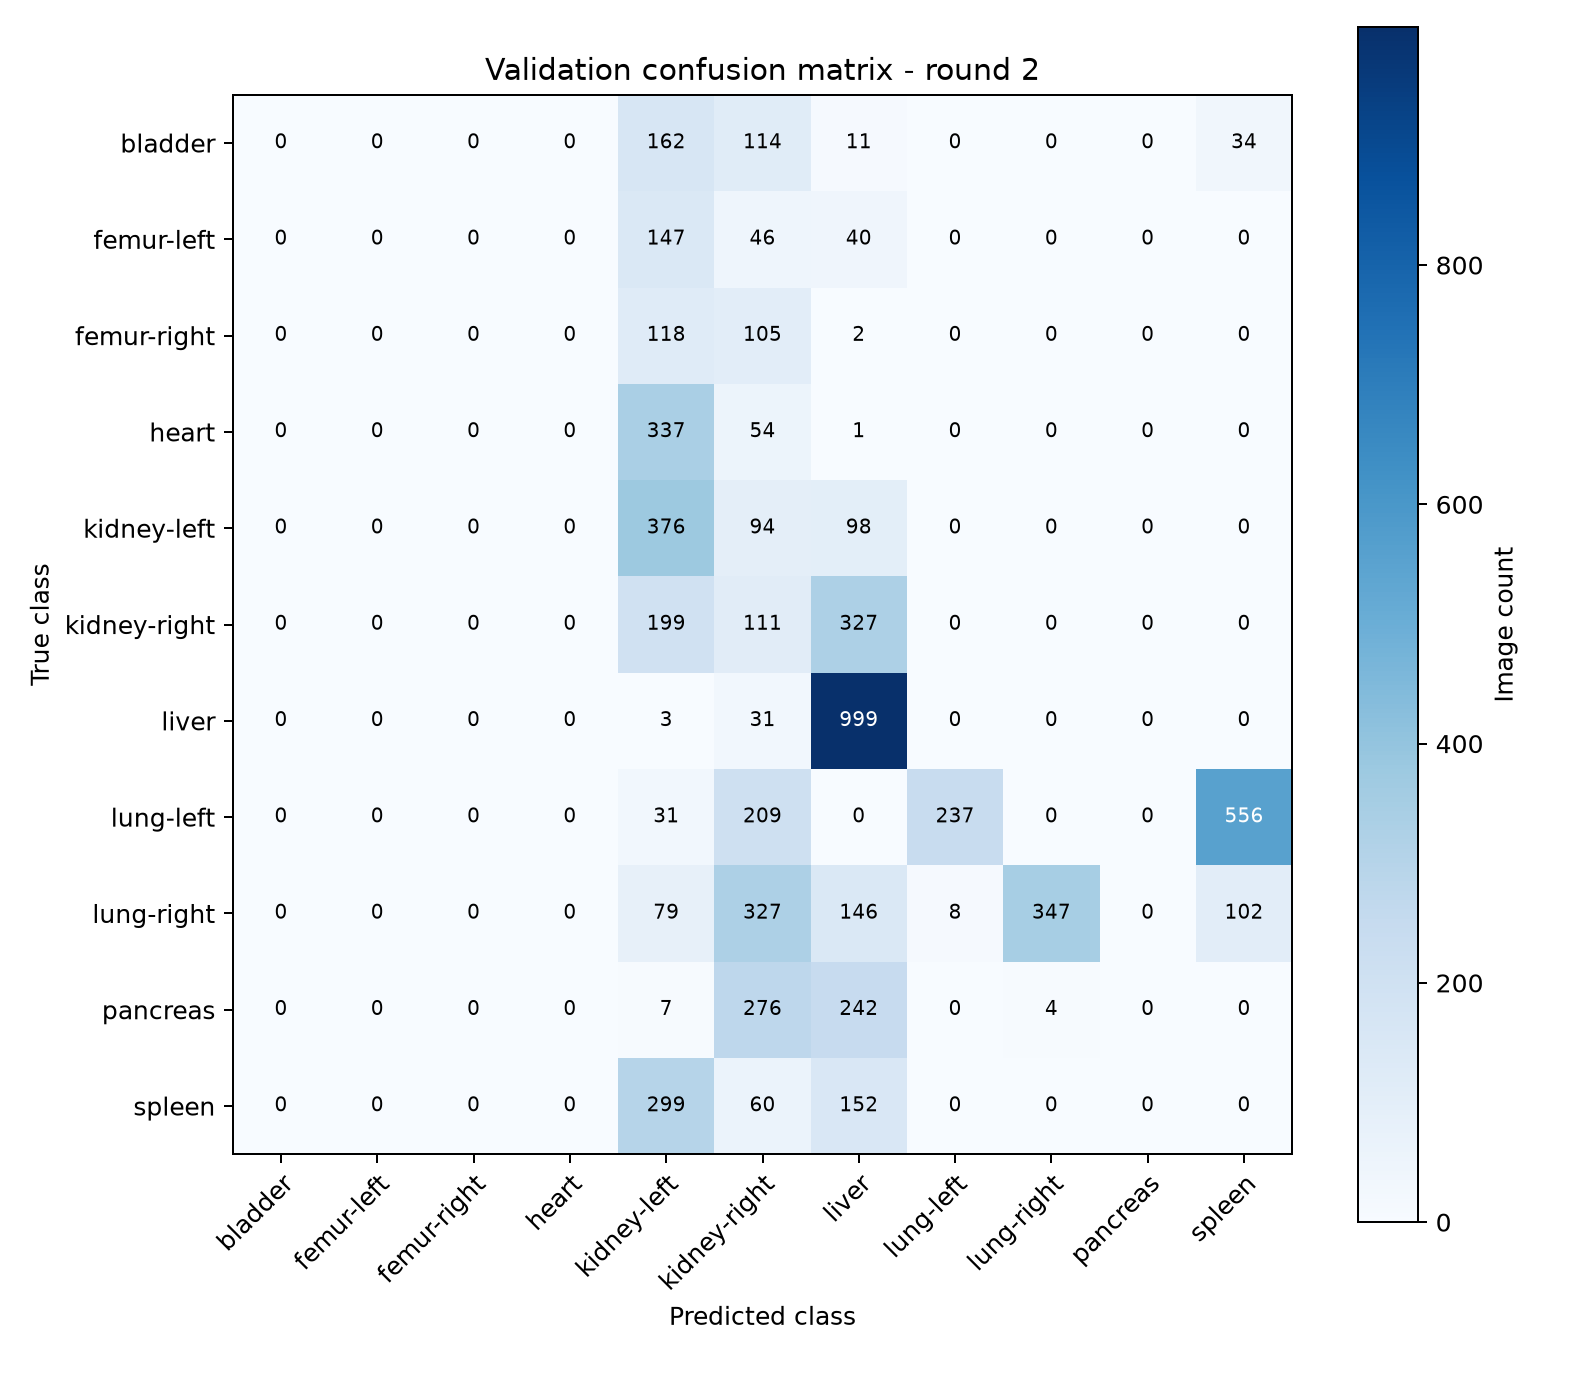 Validation confusion matrix - round 2
bladder 0 0 0 0 162 114 11 0 0 0 34
femur-left 0 0 0 0 147 46 40 0 0 0 0
femur-right 0 0 0 0 118 105 2 0 0 0 0
heart 0 0 0 0 337 54 1 0 0 0 0
kidney-left 0 0 0 0 376 94 98 0 0 0 0
kidney-right 0 0 0 0 199 111 327 0 0 0 0
liver 0 0 0 0 3 31 999 0 0 0 0
lung-left 0 0 0 0 31 209 0 237 0 0 556
lung-right 0 0 0 0 79 327 146 8 347 0 102
pancreas 0 0 0 0 7 276 242 0 4 0 0
spleen 0 0 0 0 299 60 152 0 0 0 0
True class
bladder femur-left femur-right heart kidney-left kidney-right liver lung-left lung-right pancreas spleen
Predicted class
800
600
400
200
0
Image count